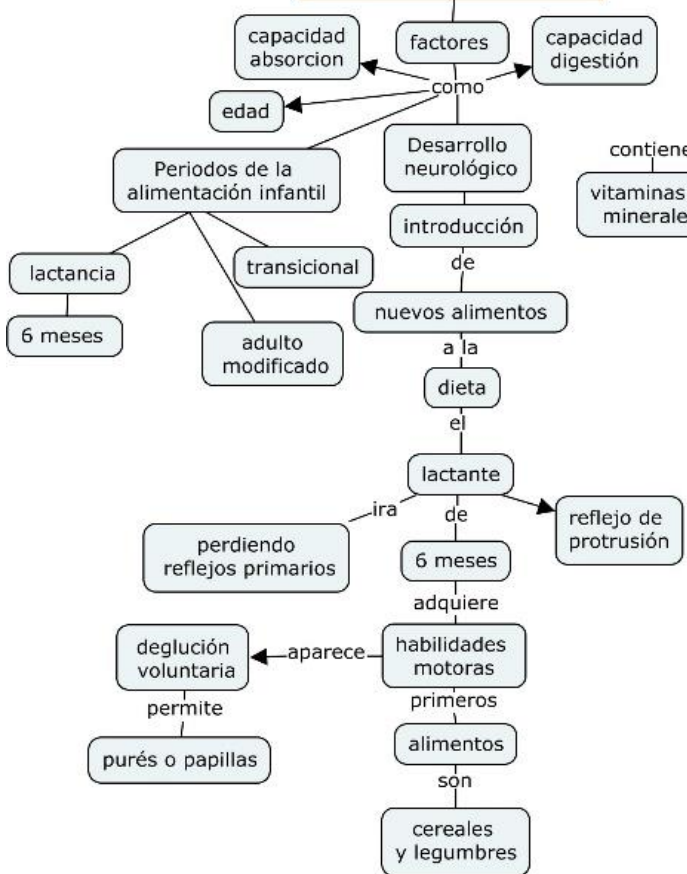 capacidad
absorcion
factores
capacidad
digestión
como
edad
Periodos de la
alimentación infantil
Desarrollo
neurológico
contiene
vitaminas
minerale
introducción
de
lactancia
transicional
6 meses
adulto
modificado
nuevos alimentos
a la
dieta
el
lactante
ira
de
reflejo de
protrusión
perdiendo
reflejos primarios
6 meses
adquiere
habilidades
motoras
aparece
deglución
voluntaria
permite
purés o papillas
primeros
alimentos
son
cereales
y legumbres